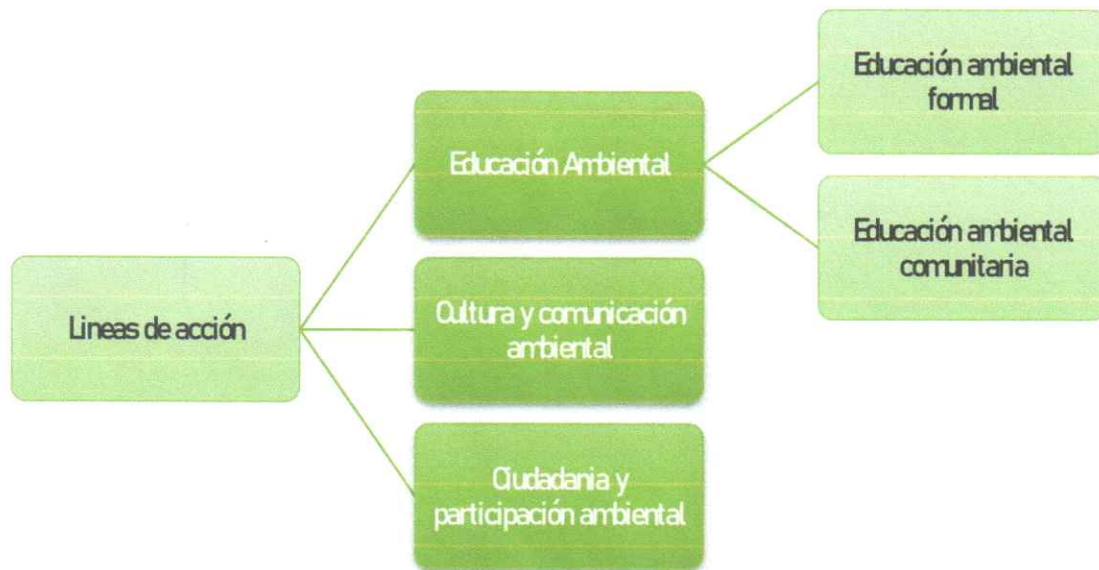 Educación ambiental
formal
Educación Ambiental
Educación ambiental
comunitaria
Lineas de acción
Cultura y comunicación
ambiental
Ciudadania y
participación ambiental